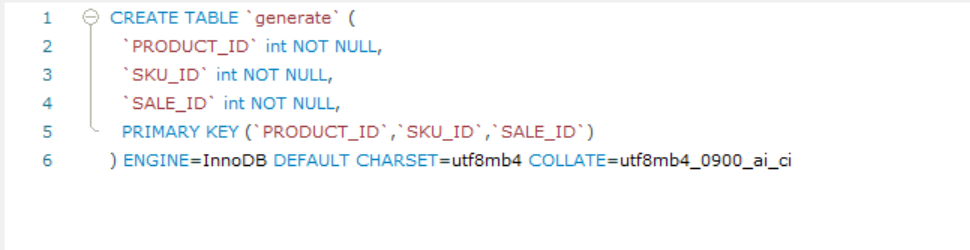 1 CREATE TABLE `generate` (
2 `PRODUCT_ID` int NOT NULL,
3 `SKU_ID` int NOT NULL,
4 `SALE_ID` int NOT NULL,
5 PRIMARY KEY (`PRODUCT_ID`,`SKU_ID`,`SALE_ID`)
6 ) ENGINE=InnoDB DEFAULT CHARSET=utf8mb4 COLLATE=utf8mb4_0900_ai_ci